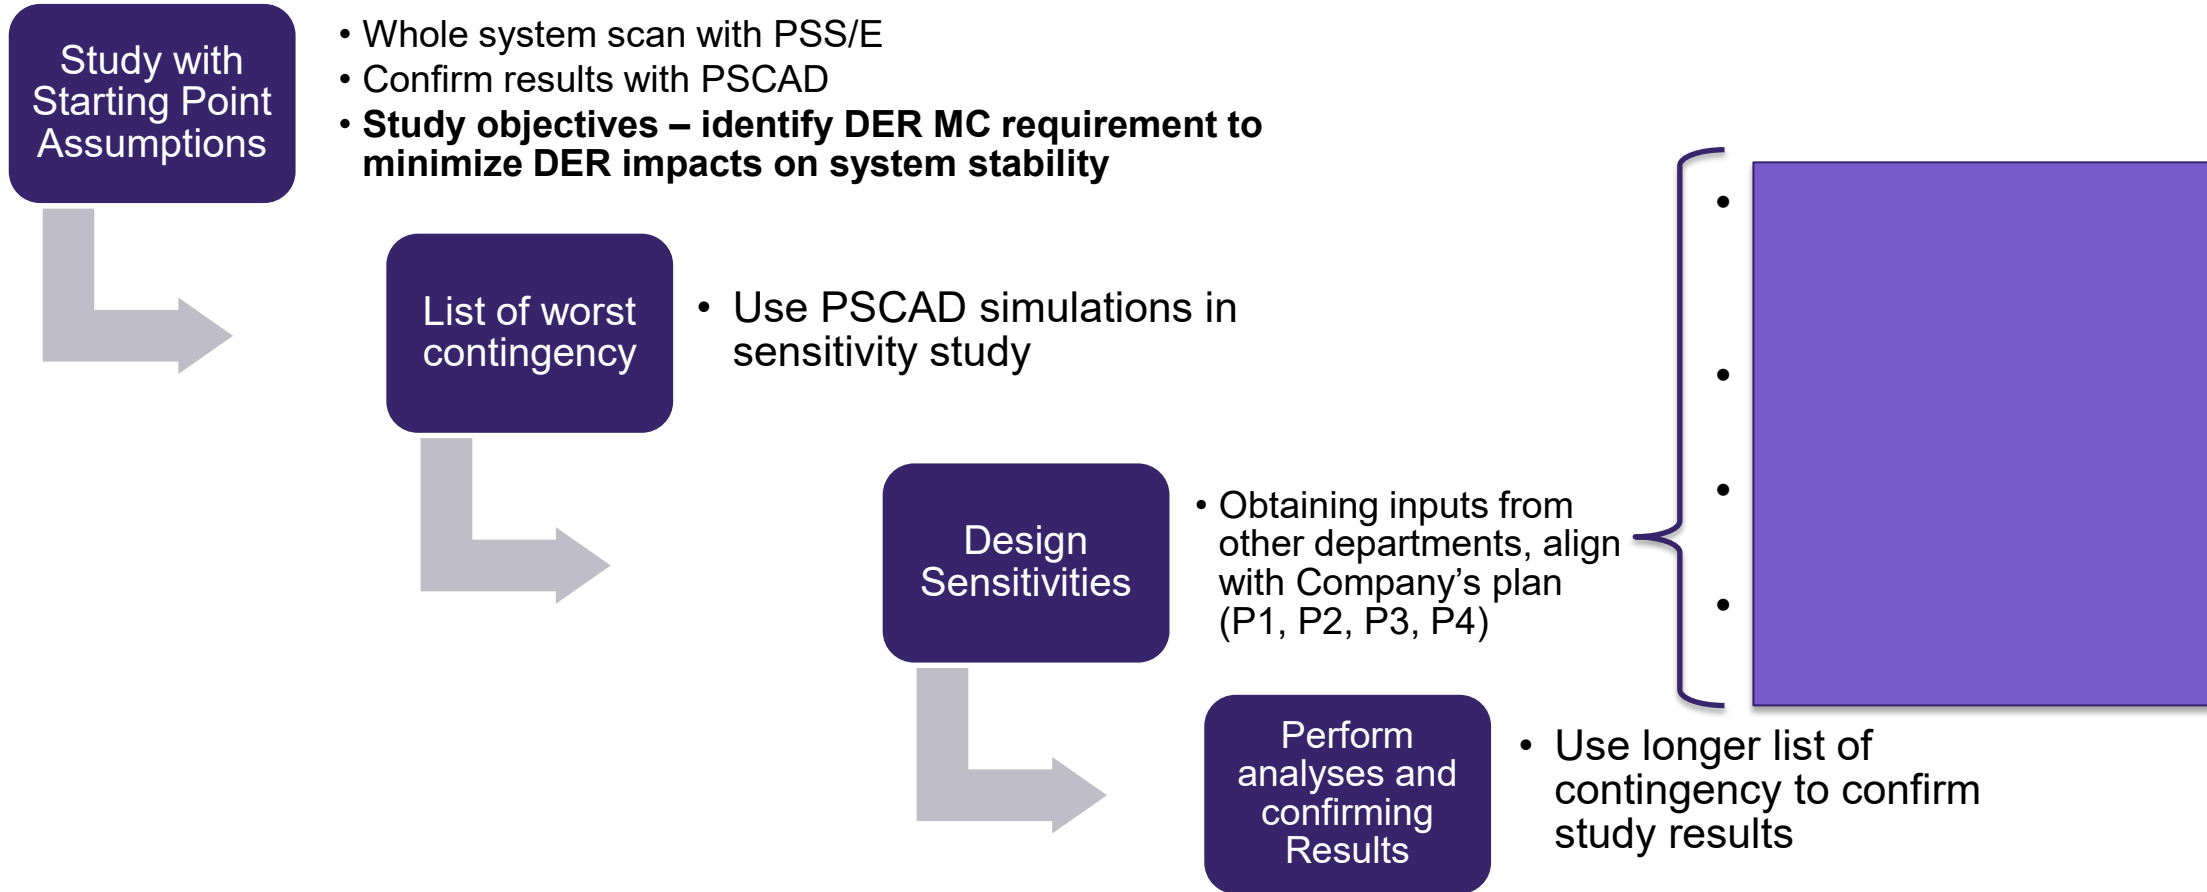 Study with
Starting Point
Assumptions
• Whole system scan with PSS/E
• Confirm results with PSCAD
• Study objectives – identify DER MC requirement to
minimize DER impacts on system stability
List of worst
contingency
• Use PSCAD simulations in
sensitivity study
Design
Sensitivities
• Obtaining inputs from
other departments, align
with Company’s plan
(P1, P2, P3, P4)
•
•
•
•
Perform
analyses and
confirming
Results
• Use longer list of
contingency to confirm
study results